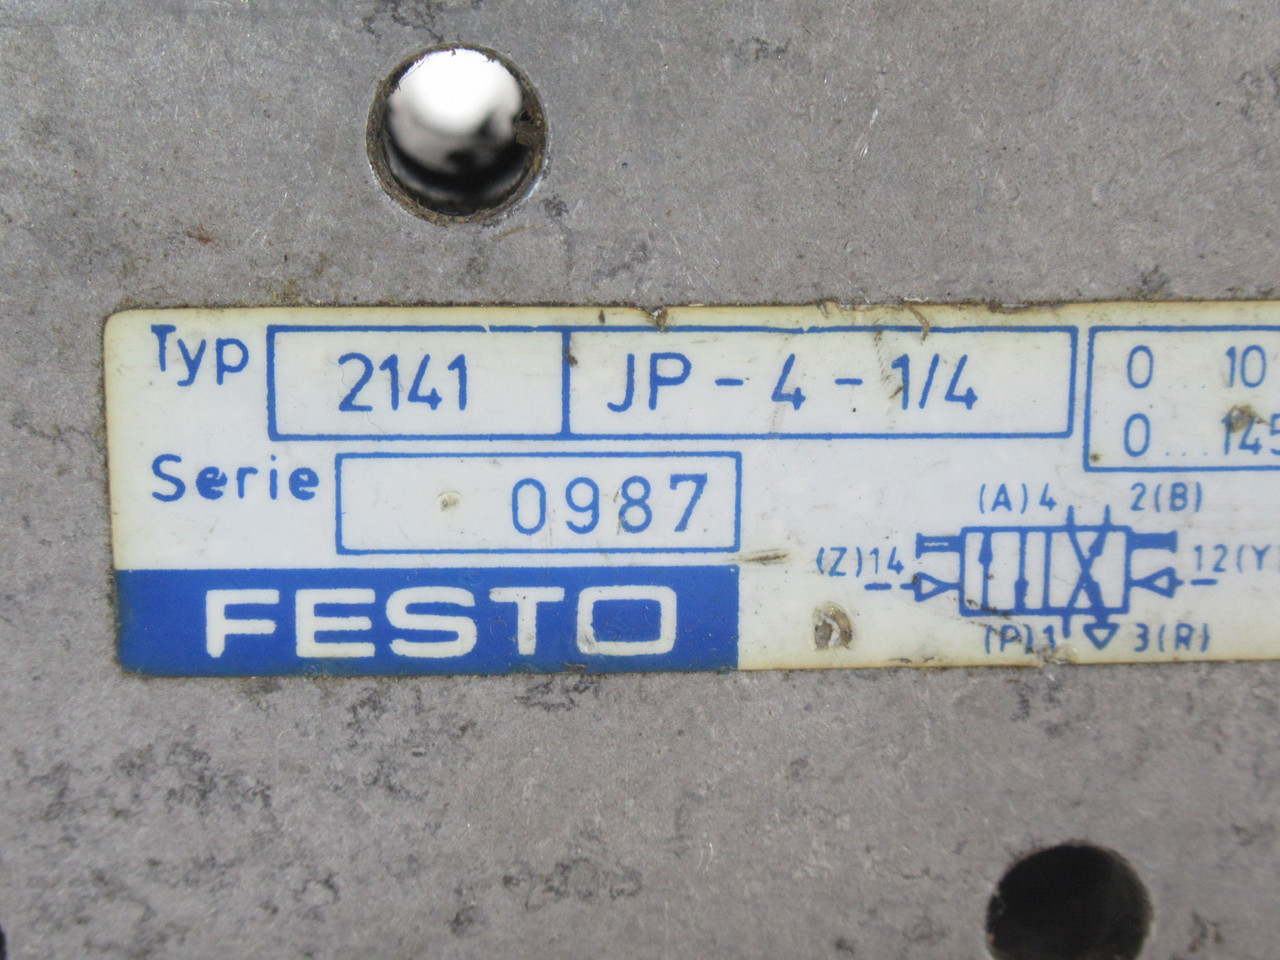 Typ 2141 JP - 4 - 1/4
0 ... 10
0 ... 145
Serie 0987
FESTO
(A) 4 2(B)
(Z)14 12(Y)
(P)1 3(R)